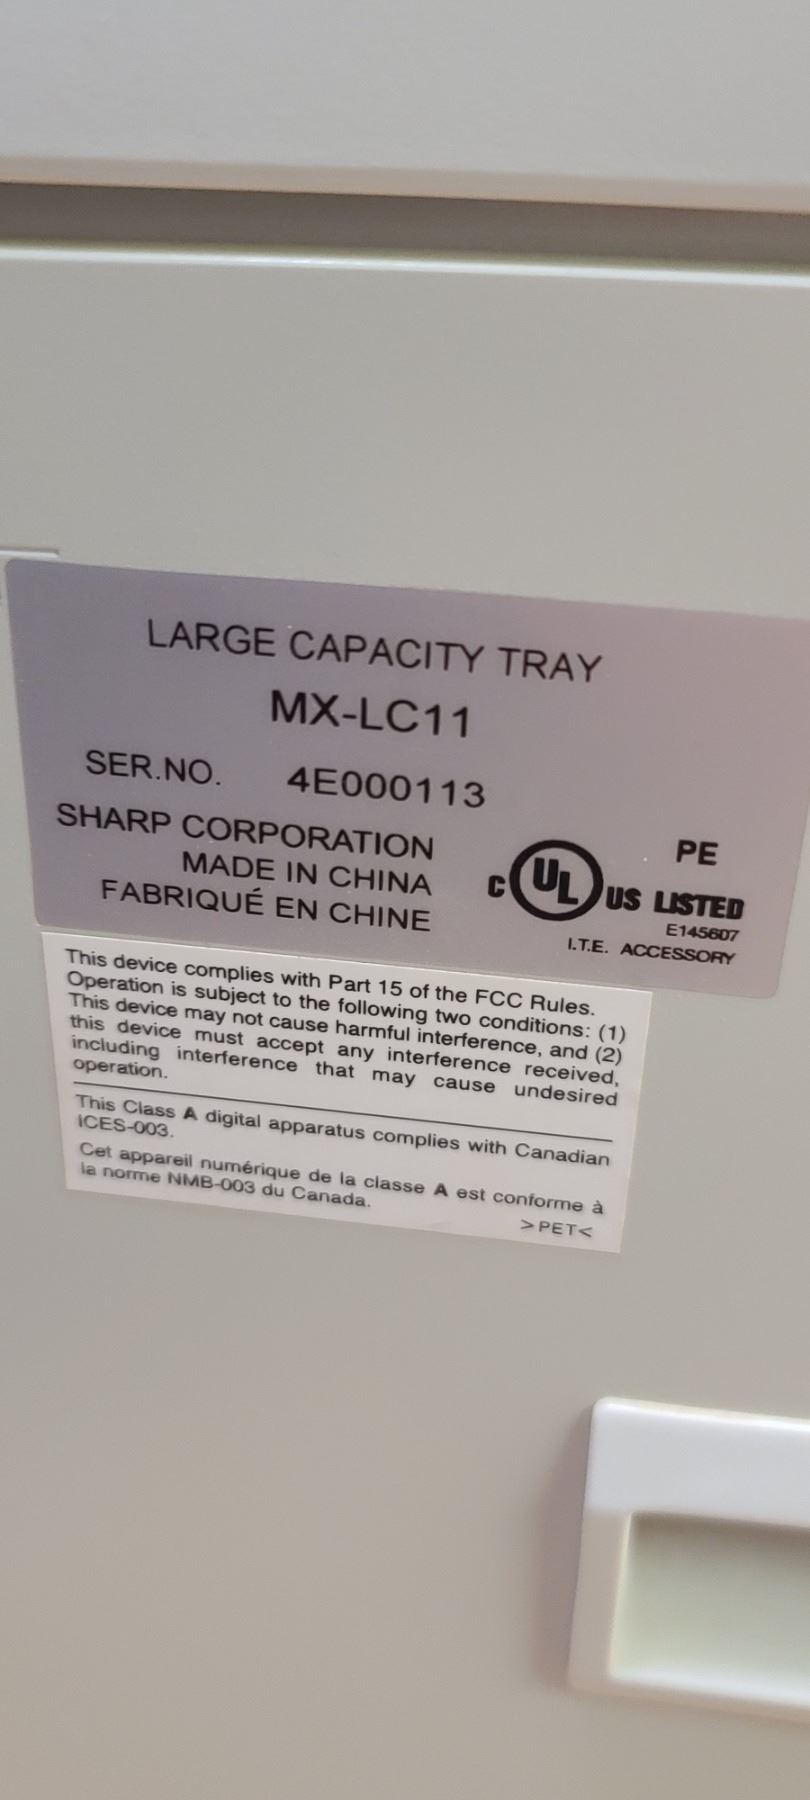 LARGE CAPACITY TRAY
MX-LC11
SER.NO. 4E000113
SHARP CORPORATION
MADE IN CHINA
FABRIQUÉ EN CHINE
PE
C UL US LISTED
E145607
I.T.E. ACCESSORY
This device complies with Part 15 of the FCC Rules.
Operation is subject to the following two conditions: (1)
This device may not cause harmful interference, and (2)
this device must accept any interference received,
including interference that may cause undesired
operation.
This Class A digital apparatus complies with Canadian
ICES-003.
Cet appareil numérique de la classe A est conforme à
la norme NMB-003 du Canada.
>PET<